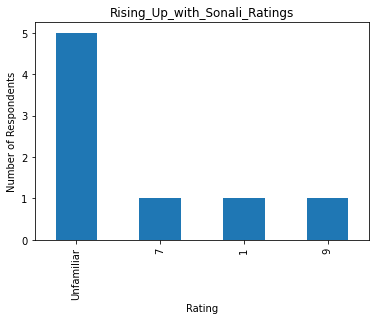 Rising_Up_with_Sonali_Ratings
Number of Respondents
5
4
3
2
1
0
Unfamiliar
7
1
9
Rating